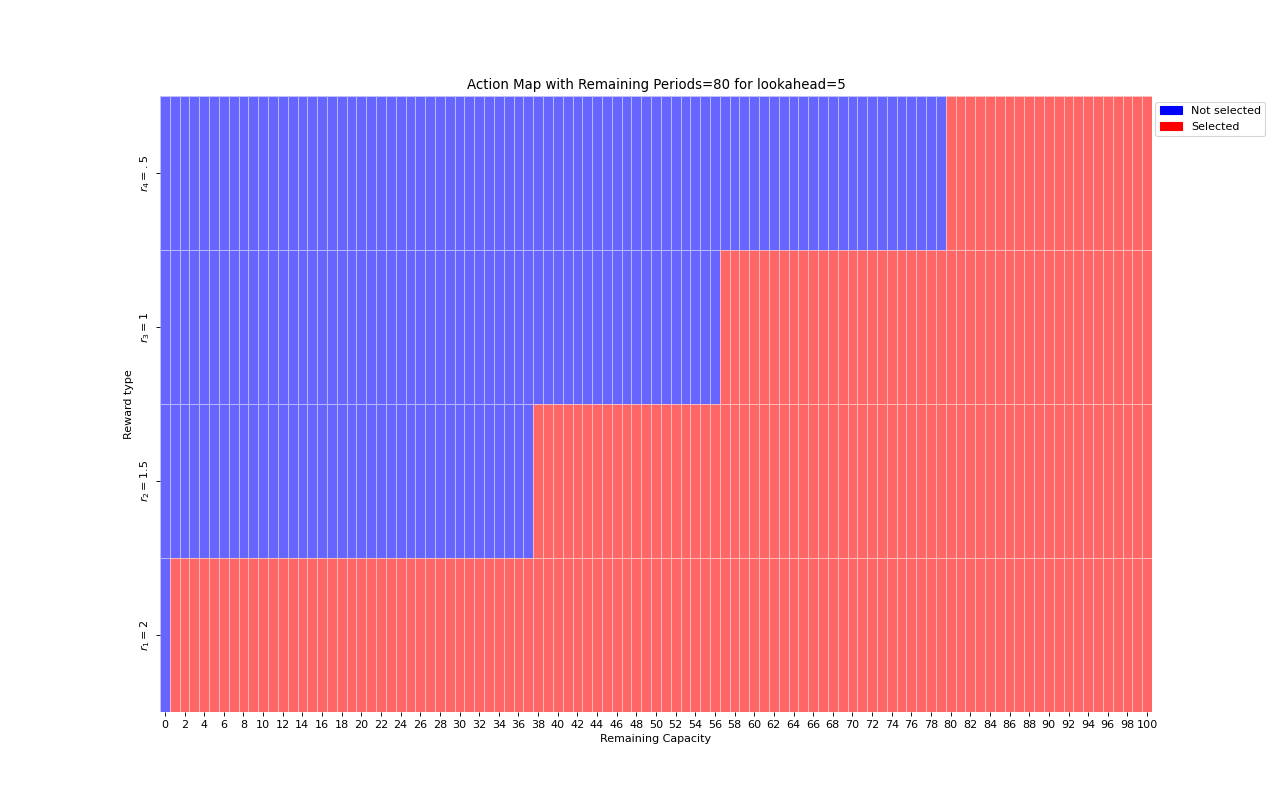 Action Map with Remaining Periods=80 for lookahead=5
Not selected
Selected
Reward type
r₄ = .5
r₃ = 1
r₂ = 1.5
r₁ = 2
0 2 4 6 8 10 12 14 16 18 20 22 24 26 28 30 32 34 36 38 40 42 44 46 48 50 52 54 56 58 60 62 64 66 68 70 72 74 76 78 80 82 84 86 88 90 92 94 96 98 100
Remaining Capacity